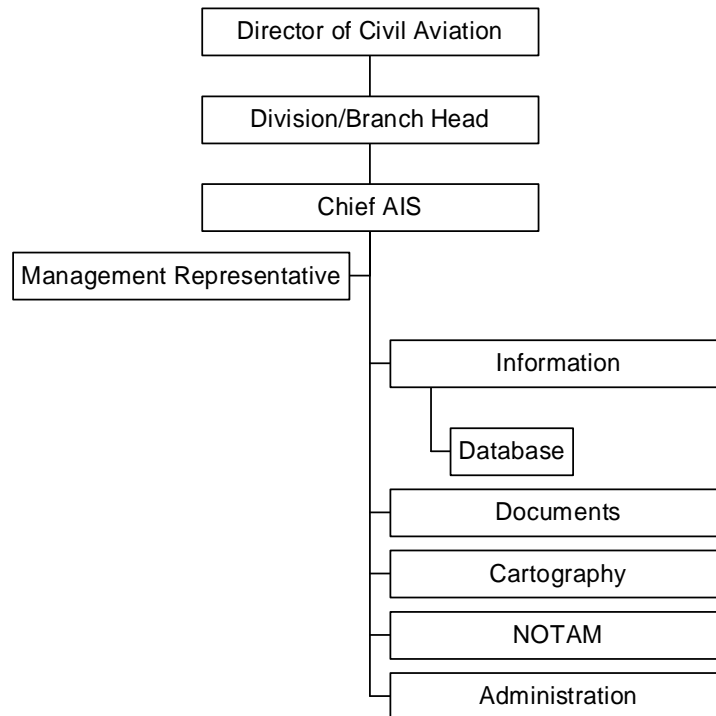 Director of Civil Aviation
Division/Branch Head
Chief AIS
Management Representative
Information
Database
Documents
Cartography
NOTAM
Administration